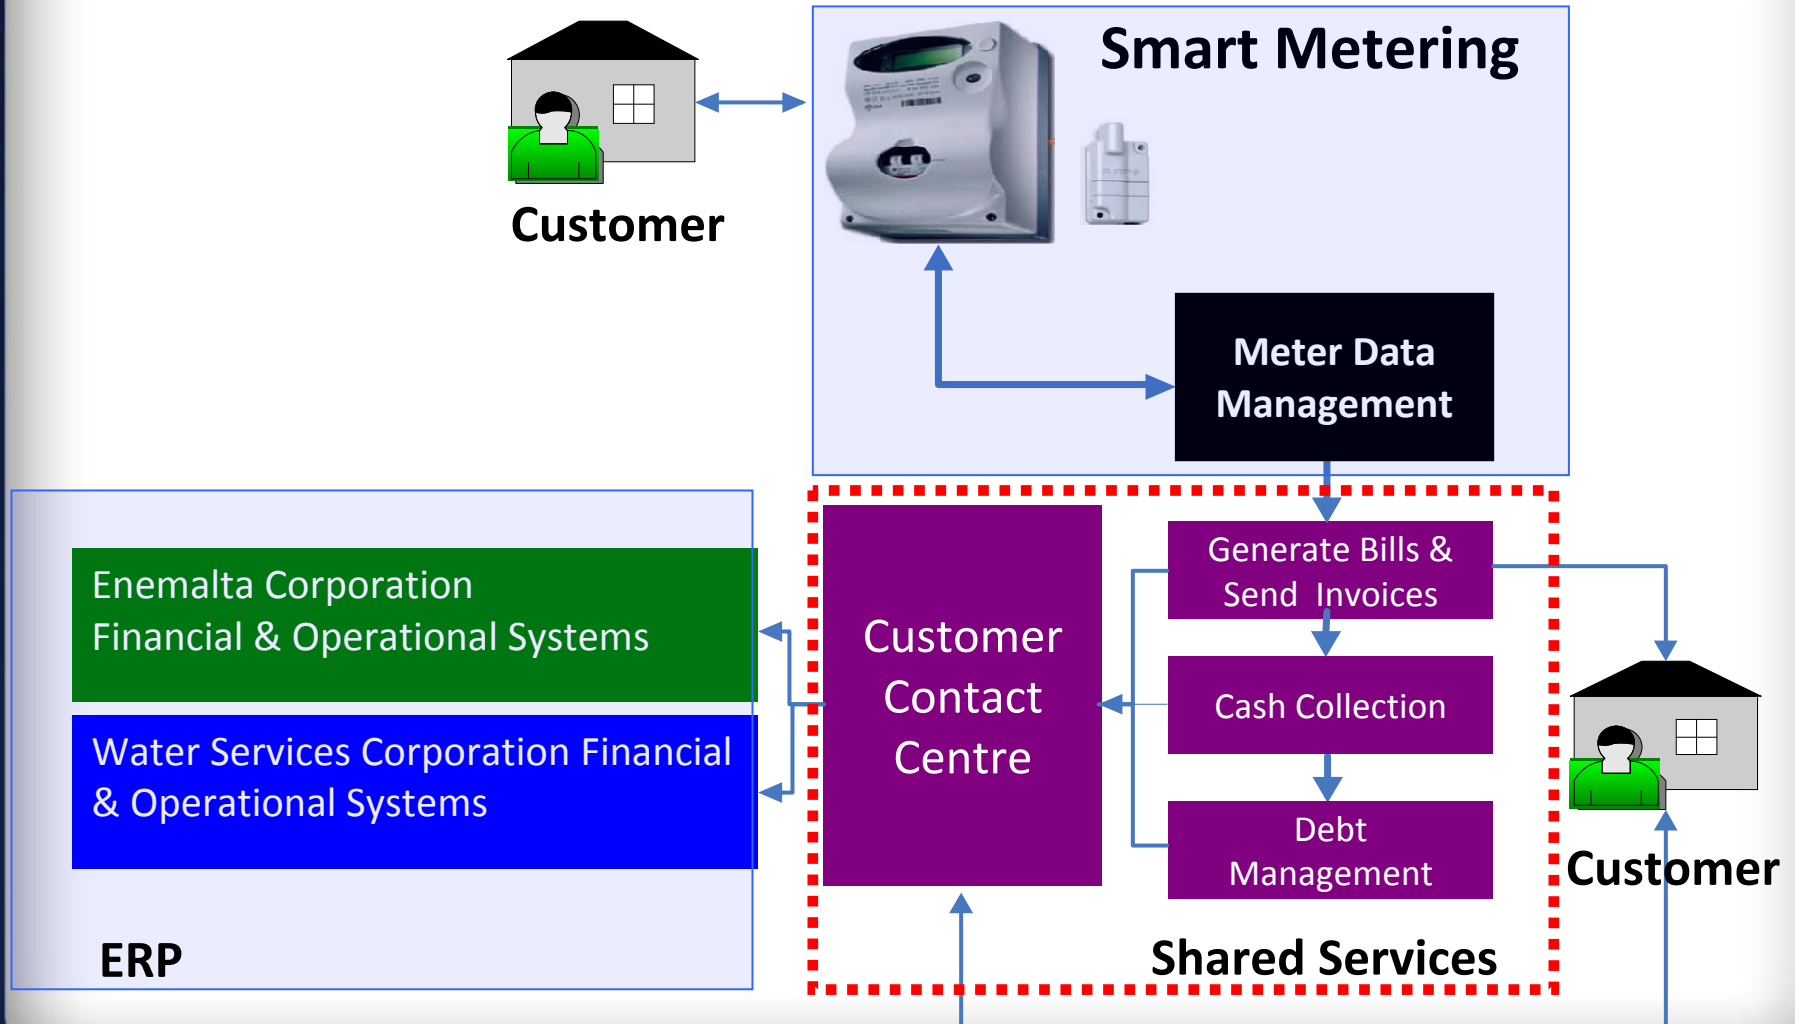 Smart Metering
Customer
Meter Data
Management
Enemalta Corporation
Financial & Operational Systems
Water Services Corporation Financial
& Operational Systems
ERP
Customer
Contact
Centre
Generate Bills &
Send Invoices
Cash Collection
Debt
Management
Shared Services
Customer